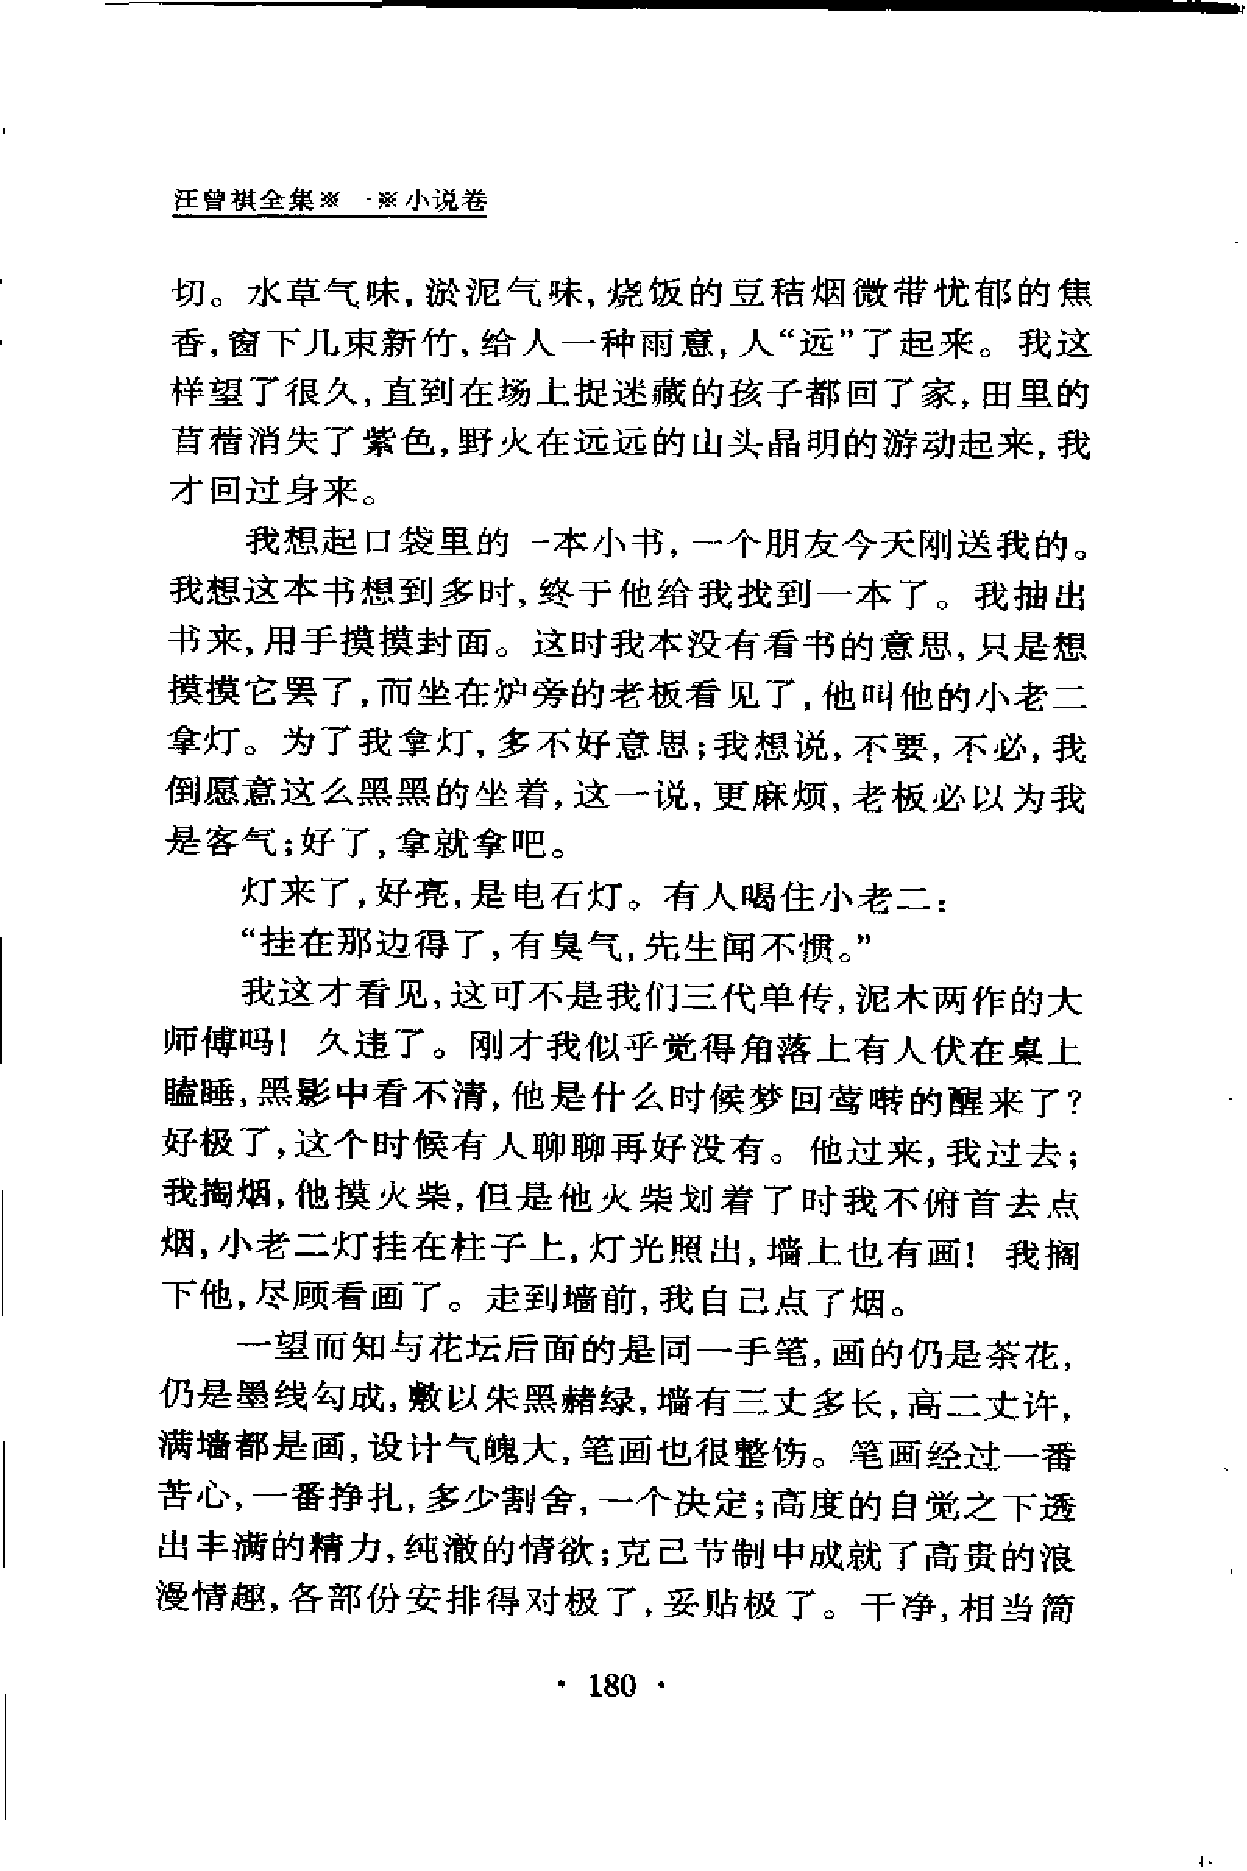 汪曾祺全集※一※小说卷
切。水草气味,淤泥气味,烧饭的豆秸烟微带忧郁的焦
香,窗下几束新竹,给人一种雨意,人“远”了起来。我这
样望了很久,直到在场上捉迷藏的孩子都回了家,田里的
苜蓿消失了紫色,野火在远远的山头晶明的游动起来,我
才回过身来。
我想起口袋里的一本小书,一个朋友今天刚送我的。
我想这本书想到多时,终于他给我找到一本了。我抽出
书来,用手摸摸封面。这时我本没有看书的意思,只是想
摸摸它罢了,而坐在炉旁的老板看见了,他叫他的小老二
拿灯。为了我拿灯,多不好意思;我想说,不要,不必,我
倒愿意这么黑黑的坐着,这一说,更麻烦,老板必以为我
是客气;好了,拿就拿吧。
灯来了,好亮,是电石灯。有人喝住小老二:
“挂在那边得了,有臭气,先生闻不惯。”
我这才看见,这可不是我们三代单传,泥木两作的大
师傅吗!久违了。刚才我似乎觉得角落上有人伏在桌上
瞌睡,黑影中看不清,他是什么时候梦回莺啭的醒来了?
好极了,这个时候有人聊聊再好没有。他过来,我过去;
我掏烟,他摸火柴,但是他火柴划着了时我不俯首去点
烟,小老二灯挂在柱子上,灯光照出,墙上也有画!我搁
下他,尽顾看画了。走到墙前,我自己点了烟。
一望而知与花坛后面的是同一手笔,画的仍是茶花,
仍是墨线勾成,敷以朱黑赭绿,墙有三丈多长,高二丈许,
满墙都是画,设计气魄大,笔画也很整饬。笔画经过一番
苦心,一番挣扎,多少割舍,一个决定;高度的自觉之下透
出丰满的精力,纯澈的情欲;克己节制中成就了高贵的浪
漫情趣,各部份安排得对极了,妥贴极了。干净,相当简
· 180 ·